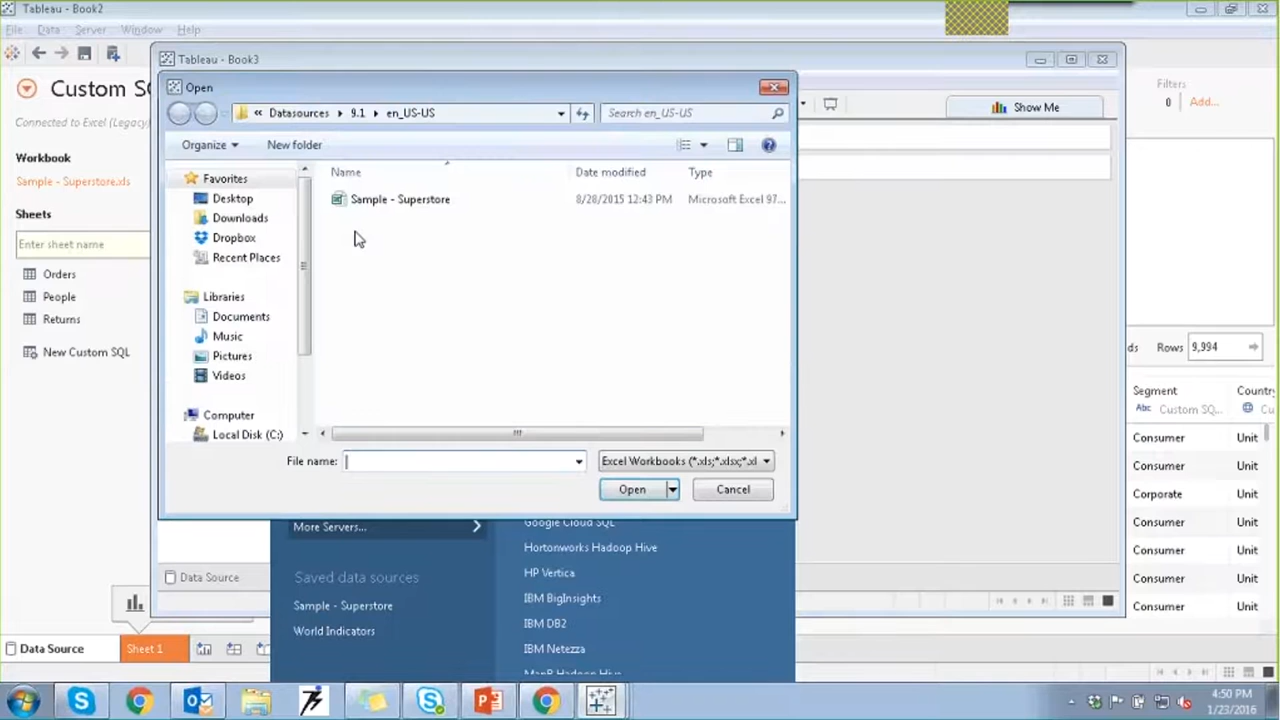 Tableau - Book2
File Data Server Window Help
Tableau - Book3
Custom S
Connected to Excel (Legacy)
Workbook
Sample - Superstore.xls
Sheets
Enter sheet name
Orders
People
Returns
New Custom SQL
Open
« Datasources 9.1 en_US-US
Search en_US-US
Organize New folder
Name Date modified Type
Sample - Superstore 8/28/2015 12:43 PM Microsoft Excel 97...
Favorites
Desktop
Downloads
Dropbox
Recent Places
Libraries
Documents
Music
Pictures
Videos
Computer
Local Disk (C:)
File name:
Excel Workbooks (*.xls;*.xlsx;*.xl
Open Cancel
Show Me
Filters
0 Add...
ds Rows 9,994
Segment Country
Abc Custom SQ... Cu
Consumer Unit
Consumer Unit
Corporate Unit
Consumer Unit
Consumer Unit
Consumer Unit
Consumer Unit
More Servers...
Saved data sources
Sample - Superstore
World Indicators
Google Cloud SQL
Hortonworks Hadoop Hive
HP Vertica
IBM BigInsights
IBM DB2
IBM Netezza
MapR Hadoop Hive
Data Source
Data Source Sheet 1
4:50 PM
1/23/2016